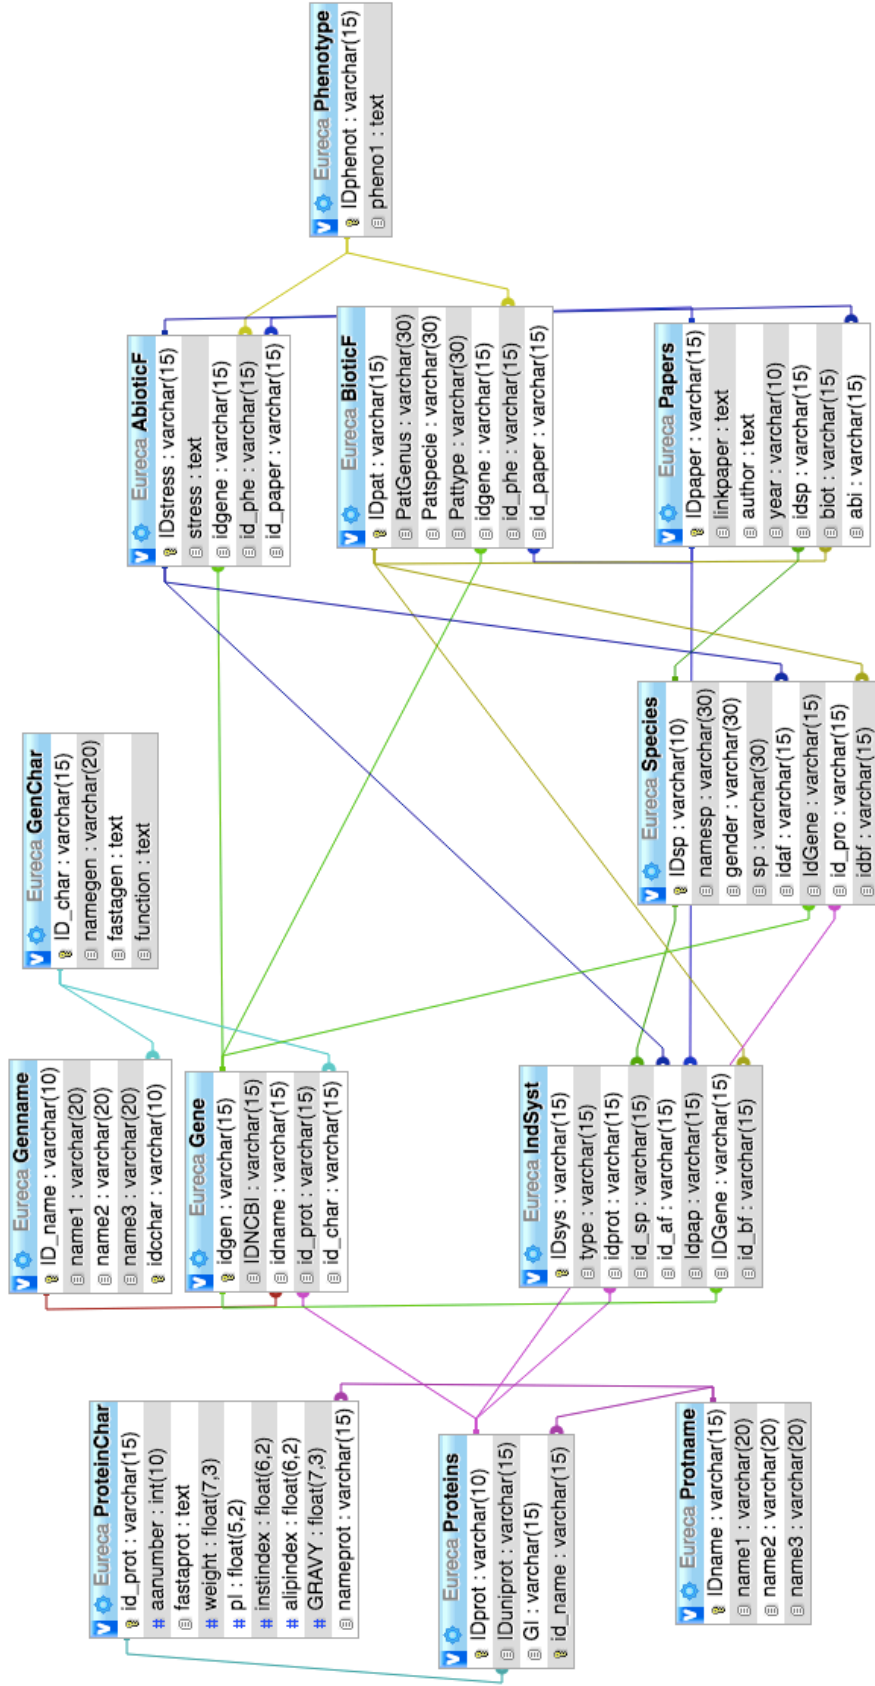 v Eureca ProteinChar
id_prot : varchar(15)
# aanumber : int(10)
fastaprot : text
# weight : float(7,3)
# pI : float(5,2)
# instindex : float(6,2)
# alipindex : float(6,2)
# GRAVY : float(7,3)
nameprot : varchar(15)
v Eureca Proteins
IDprot : varchar(10)
IDuniprot : varchar(15)
GI : varchar(15)
id_name : varchar(15)
v Eureca Protname
IDname : varchar(15)
name1 : varchar(20)
name2 : varchar(20)
name3 : varchar(20)
v Eureca Genname
ID_name : varchar(10)
name1 : varchar(20)
name2 : varchar(20)
name3 : varchar(20)
idcchar : varchar(10)
v Eureca Gene
idgen : varchar(15)
IDNCBI : varchar(15)
idname : varchar(15)
id_prot : varchar(15)
id_char : varchar(15)
v Eureca IndSyst
IDsys : varchar(15)
type : varchar(15)
idprot : varchar(15)
id_sp : varchar(15)
id_af : varchar(15)
Idpap : varchar(15)
IDGene : varchar(15)
id_bf : varchar(15)
v Eureca GenChar
ID_char : varchar(15)
namegen : varchar(20)
fastagen : text
function : text
v Eureca Species
IDsp : varchar(10)
namesp : varchar(30)
gender : varchar(30)
sp : varchar(30)
idaf : varchar(15)
IdGene : varchar(15)
id_pro : varchar(15)
idbf : varchar(15)
v Eureca AbioticF
IDstress : varchar(15)
stress : text
idgene : varchar(15)
id_phe : varchar(15)
id_paper : varchar(15)
v Eureca BioticF
IDpat : varchar(15)
PatGenus : varchar(30)
Patspecie : varchar(30)
Pattype : varchar(30)
idgene : varchar(15)
id_phe : varchar(15)
id_paper : varchar(15)
v Eureca Papers
IDpaper : varchar(15)
linkpaper : text
author : text
year : varchar(10)
idsp : varchar(15)
biot : varchar(15)
abi : varchar(15)
v Eureca Phenotype
IDphenot : varchar(15)
pheno1 : text